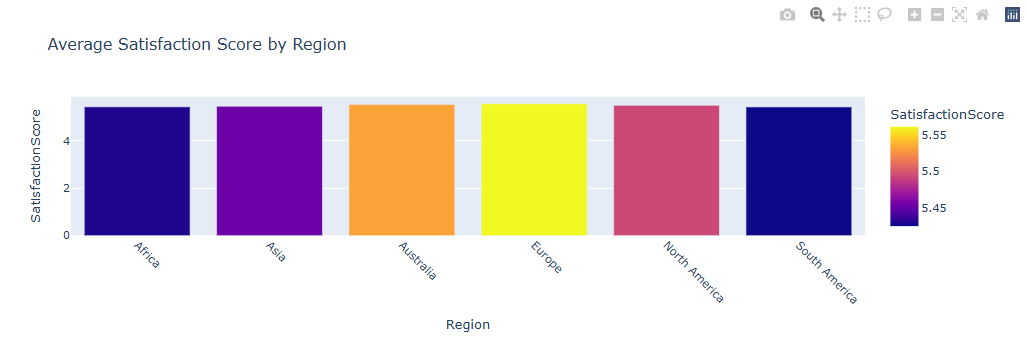 Average Satisfaction Score by Region
SatisfactionScore
4
2
0
Africa
Asia
Australia
Europe
North America
South America
Region
SatisfactionScore
5.55
5.5
5.45